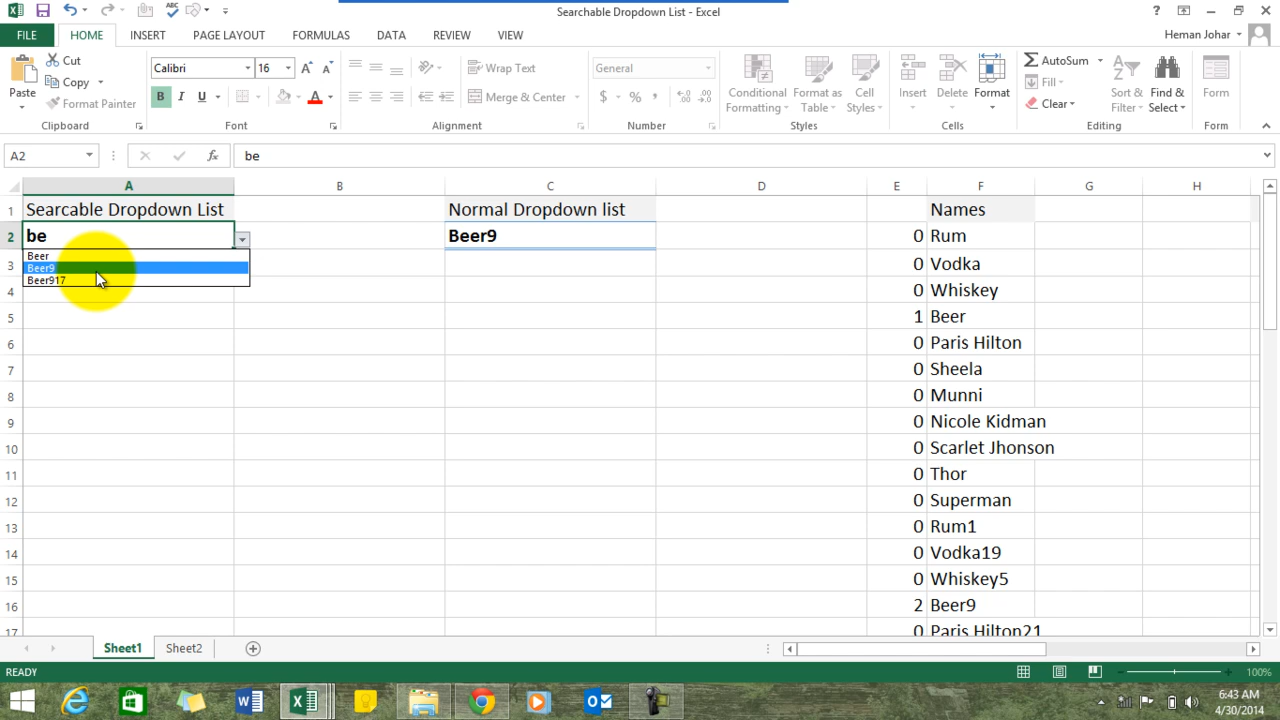 Searchable Dropdown List - Excel
?
FILE HOME INSERT PAGE LAYOUT FORMULAS DATA REVIEW VIEW
Heman Johar
Paste
Cut
Copy
Format Painter
Clipboard
Calibri 16
B I U
Font
Wrap Text
Merge & Center
Alignment
General
$ % ,
Number
Conditional Formatting
Format as Table
Cell Styles
Styles
Insert
Delete
Format
Cells
AutoSum
Fill
Clear
Sort & Filter
Find & Select
Editing
Form
Form
A2
fx
be
A B C D E F G H
1 Searcable Dropdown List Normal Dropdown list Names
2 be Beer9 0 Rum
Beer
Beer9
Beer917
3 0 Vodka
4 0 Whiskey
5 1 Beer
6 0 Paris Hilton
7 0 Sheela
8 0 Munni
9 0 Nicole Kidman
10 0 Scarlet Jhonson
11 0 Thor
12 0 Superman
13 0 Rum1
14 0 Vodka19
15 0 Whiskey5
16 2 Beer9
17 0 Paris Hilton21
Sheet1 Sheet2
READY
100%
6:43 AM
4/30/2014